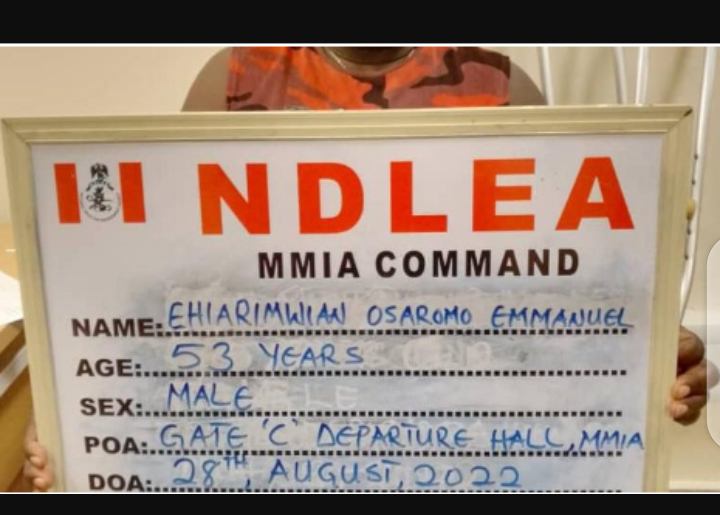 NDLEA
MMIA COMMAND
NAME: EHIARIMWIAN OSAROMO EMMANUEL
AGE: 53 YEARS
SEX: MALE
POA: GATE 'C' DEPARTURE HALL, MMIA
DOA: 28TH, AUGUST, 2022